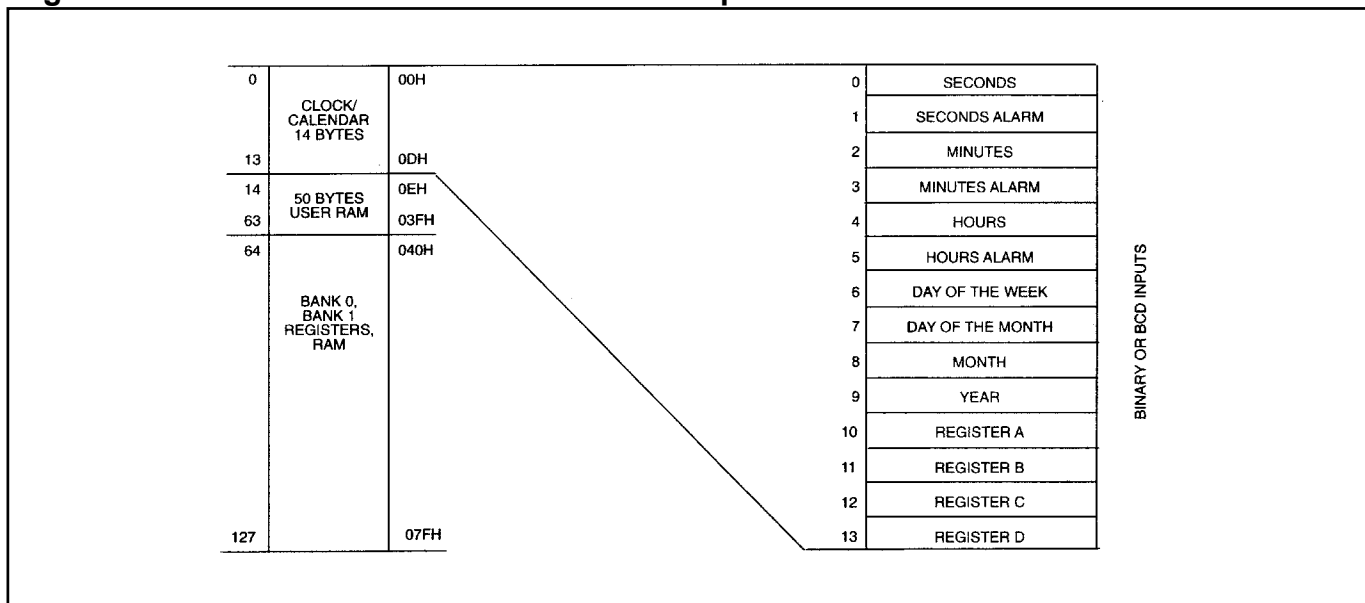 0 00H
CLOCK/
CALENDAR
14 BYTES
13 0DH
14 0EH
50 BYTES
USER RAM
63 03FH
64 040H
BANK 0,
BANK 1
REGISTERS,
RAM
127 07FH
0 SECONDS
1 SECONDS ALARM
2 MINUTES
3 MINUTES ALARM
4 HOURS
5 HOURS ALARM
6 DAY OF THE WEEK
7 DAY OF THE MONTH
8 MONTH
9 YEAR
10 REGISTER A
11 REGISTER B
12 REGISTER C
13 REGISTER D
BINARY OR BCD INPUTS